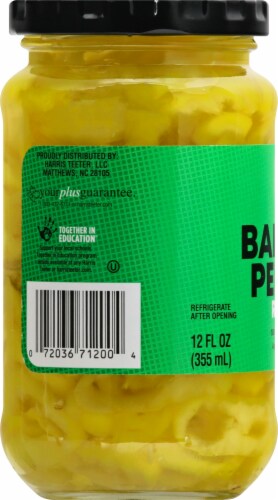 PROUDLY DISTRIBUTED BY:
HARRIS TEETER, LLC
MATTHEWS, NC 28105
your plus guarantee.
TOGETHER IN
EDUCATION
REFRIGERATE
AFTER OPENING
12 FL OZ
(355 mL)
BA
PE
0 72036 71200 4